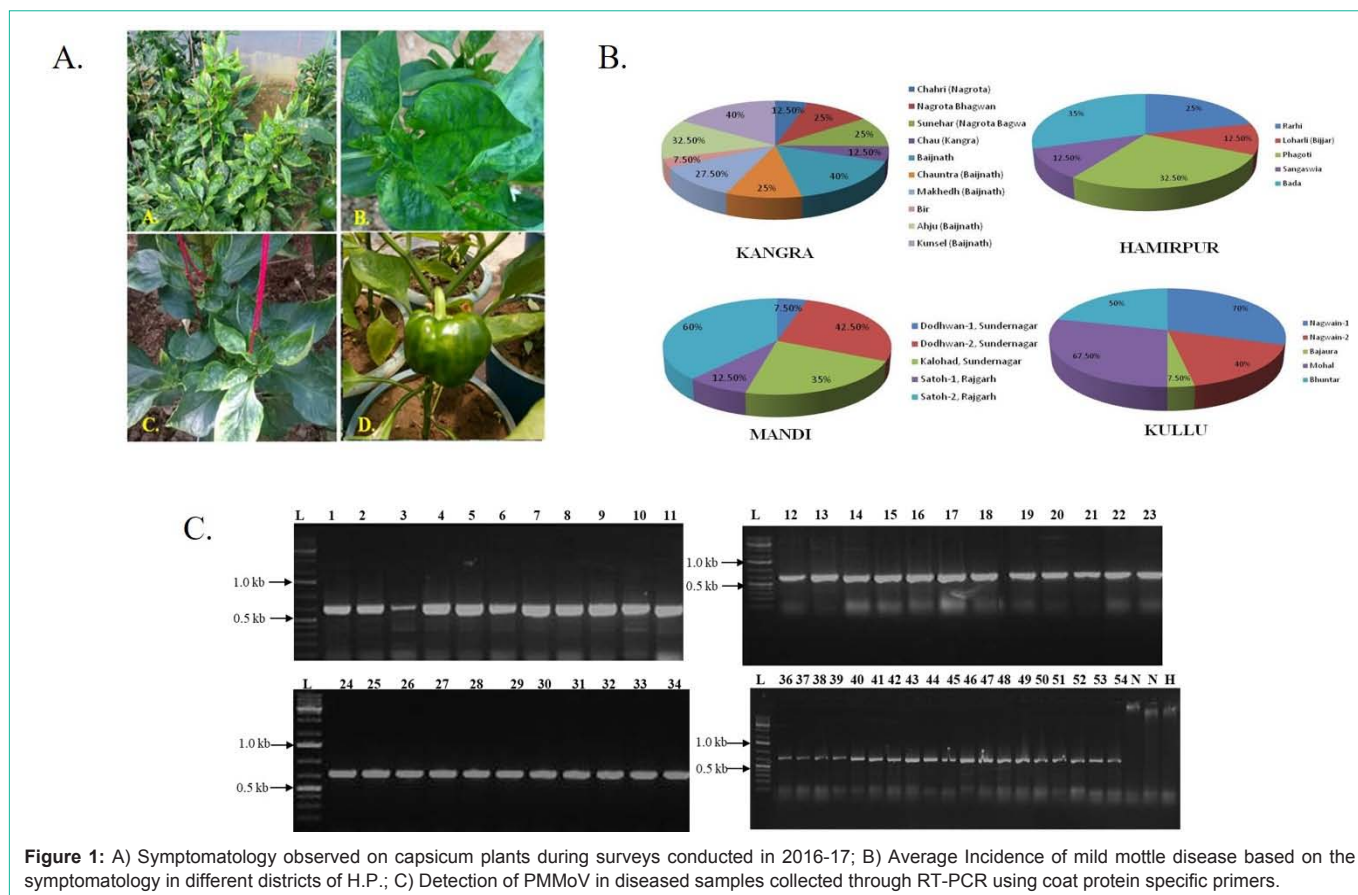 A.
A.
B.
C.
D.
B.
12.50%
25%
25%
12.50%
40%
25%
27.50%
7.50%
32.50%
40%
Chahri (Nagrota)
Nagrota Bhagwan
Sunehar (Nagrota Bagwa
Chau (Kangra)
Baijnath
Chauntra (Baijnath)
Makhedh (Baijnath)
Bir
Ahju (Baijnath)
Kunsel (Baijnath)
KANGRA
25%
12.50%
32.50%
12.50%
35%
Rarhi
Loharli (Bijjar)
Phagoti
Sangaswia
Bada
HAMIRPUR
7.50%
42.50%
35%
12.50%
60%
Dodhwan-1, Sundernagar
Dodhwan-2, Sundernagar
Kalohad, Sundernagar
Satoh-1, Rajgarh
Satoh-2, Rajgarh
MANDI
70%
40%
7.50%
67.50%
50%
Nagwain-1
Nagwain-2
Bajaura
Mohal
Bhuntar
KULLU
C.
L 1 2 3 4 5 6 7 8 9 10 11
1.0 kb
0.5 kb
L 12 13 14 15 16 17 18 19 20 21 22 23
1.0 kb
0.5 kb
L 24 25 26 27 28 29 30 31 32 33 34
1.0 kb
0.5 kb
L 36 37 38 39 40 41 42 43 44 45 46 47 48 49 50 51 52 53 54 N N H
1.0 kb
0.5 kb
Figure 1: A) Symptomatology observed on capsicum plants during surveys conducted in 2016-17; B) Average Incidence of mild mottle disease based on the
symptomatology in different districts of H.P.; C) Detection of PMMoV in diseased samples collected through RT-PCR using coat protein specific primers.